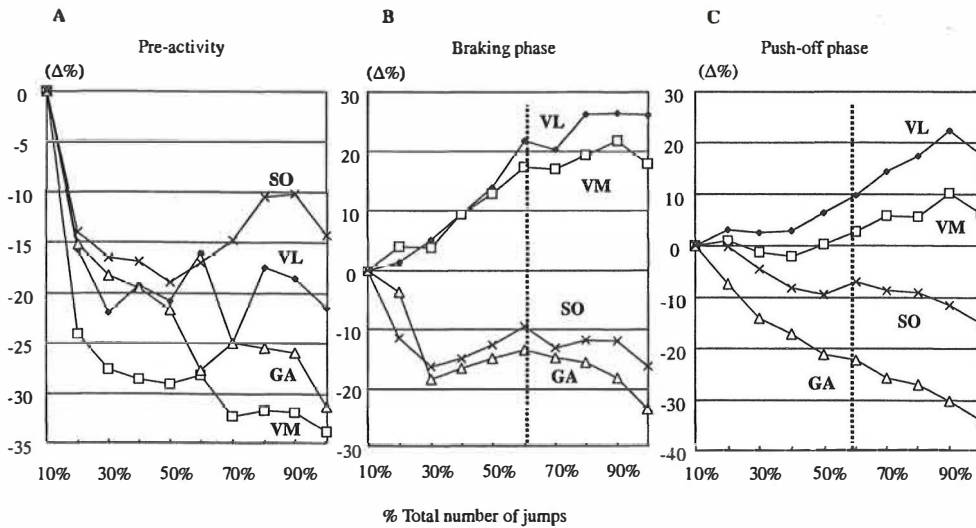 A
Pre-activity
(Δ%)
0
-5
-10
-15
-20
-25
-30
-35
SO
VL
GA
VM
10% 30% 50% 70% 90%
B
Braking phase
(Δ%)
30
20
10
0
-10
-20
-30
VL
VM
SO
GA
10% 30% 50% 70% 90%
C
Push-off phase
(Δ%)
30
20
10
0
-10
-20
-30
-40
VL
VM
SO
GA
10% 30% 50% 70% 90%
% Total number of jumps